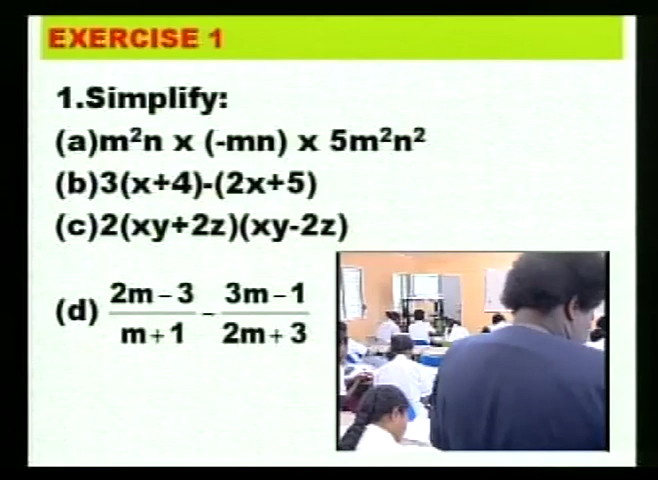 EXERCISE 1
1.Simplify:
(a)m²n x (-mn) x 5m²n²
(b)3(x+4)-(2x+5)
(c)2(xy+2z)(xy-2z)
(d) (2m-3)/(m+1) - (3m-1)/(2m+3)